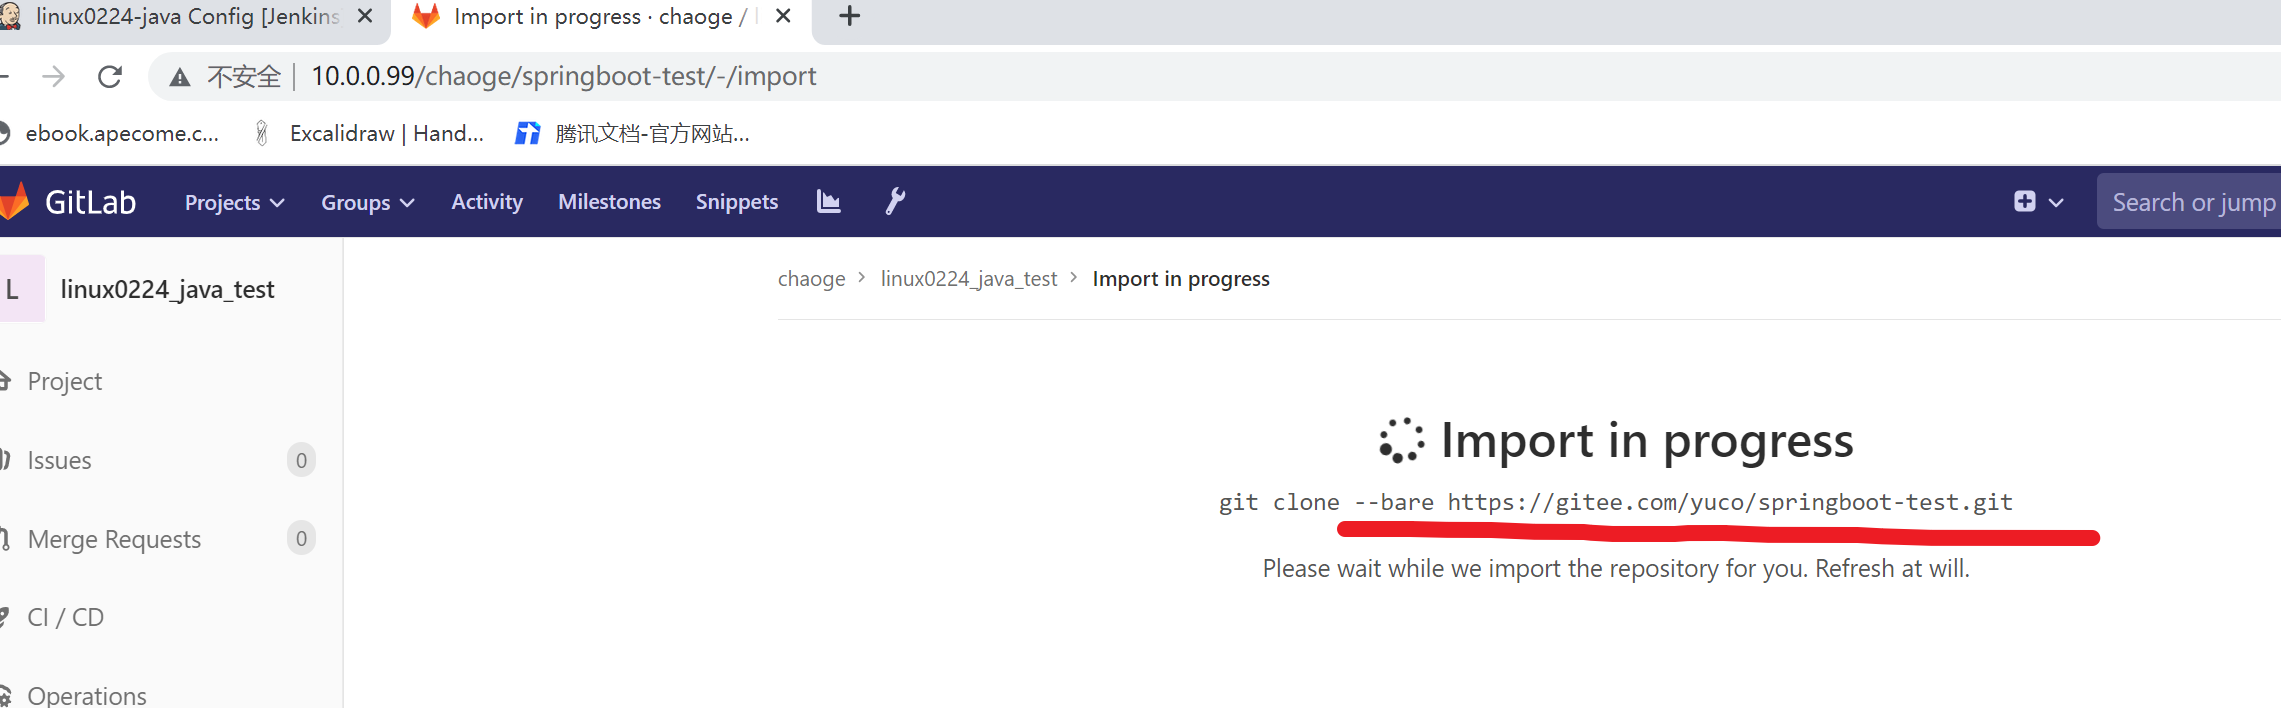 linux0224-java Config [Jenkins
Import in progress · chaoge /
不安全 10.0.0.99/chaoge/springboot-test/-/import
ebook.apecome.c... Excalidraw | Hand... 腾讯文档-官方网站...
GitLab Projects Groups Activity Milestones Snippets Search or jump
L linux0224_java_test
chaoge > linux0224_java_test > Import in progress
Project
Issues 0
Merge Requests 0
CI / CD
Operations
Import in progress
git clone --bare https://gitee.com/yuco/springboot-test.git
Please wait while we import the repository for you. Refresh at will.